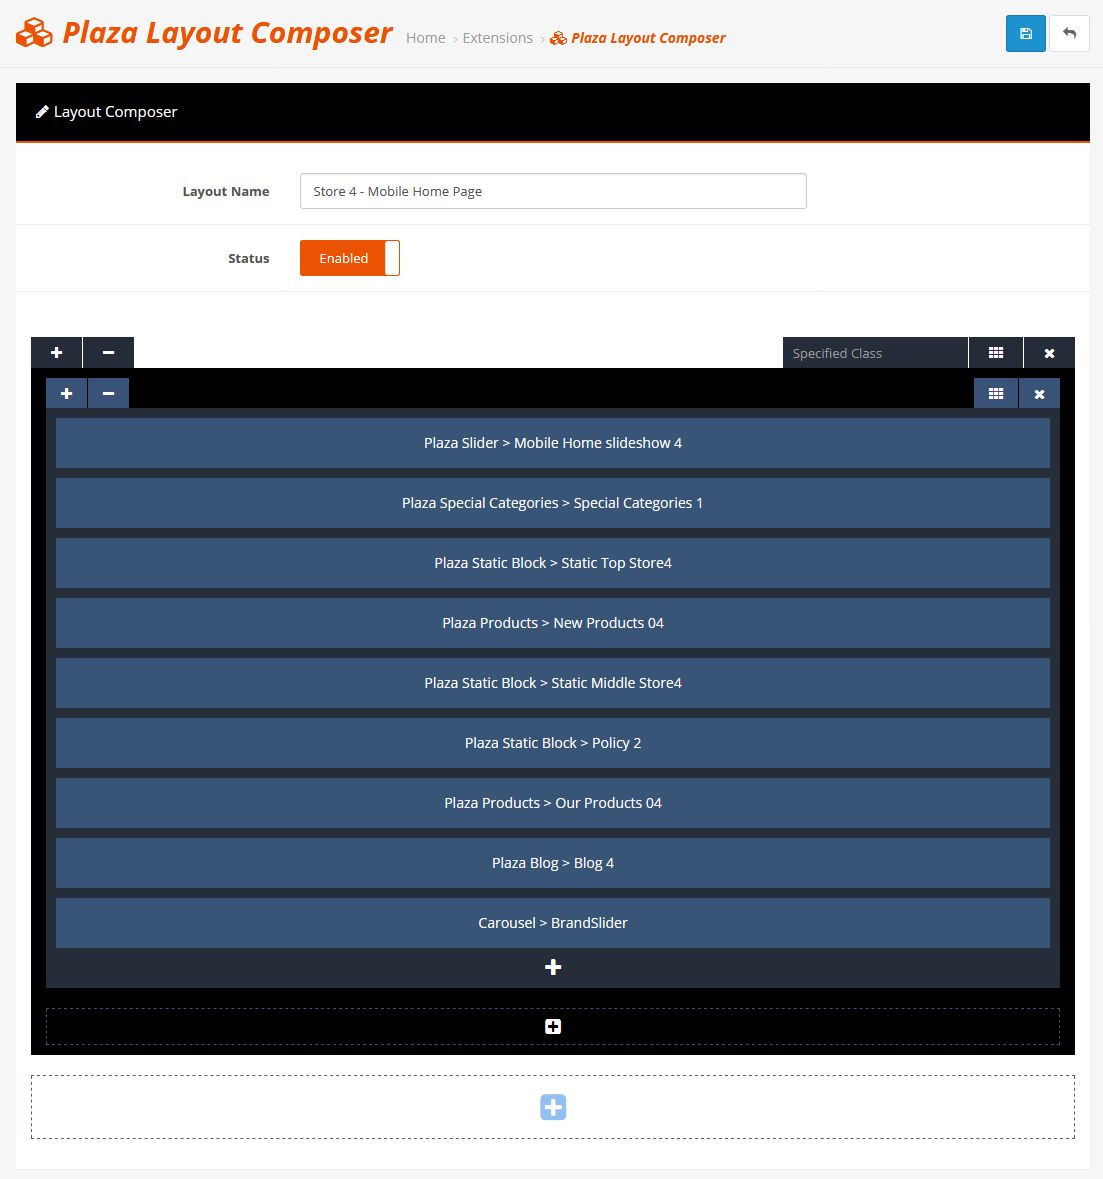 Plaza Layout Composer Home › Extensions › Plaza Layout Composer
Layout Composer
Layout Name Store 4 - Mobile Home Page
Status Enabled
Specified Class
Plaza Slider > Mobile Home slideshow 4
Plaza Special Categories > Special Categories 1
Plaza Static Block > Static Top Store4
Plaza Products > New Products 04
Plaza Static Block > Static Middle Store4
Plaza Static Block > Policy 2
Plaza Products > Our Products 04
Plaza Blog > Blog 4
Carousel > BrandSlider